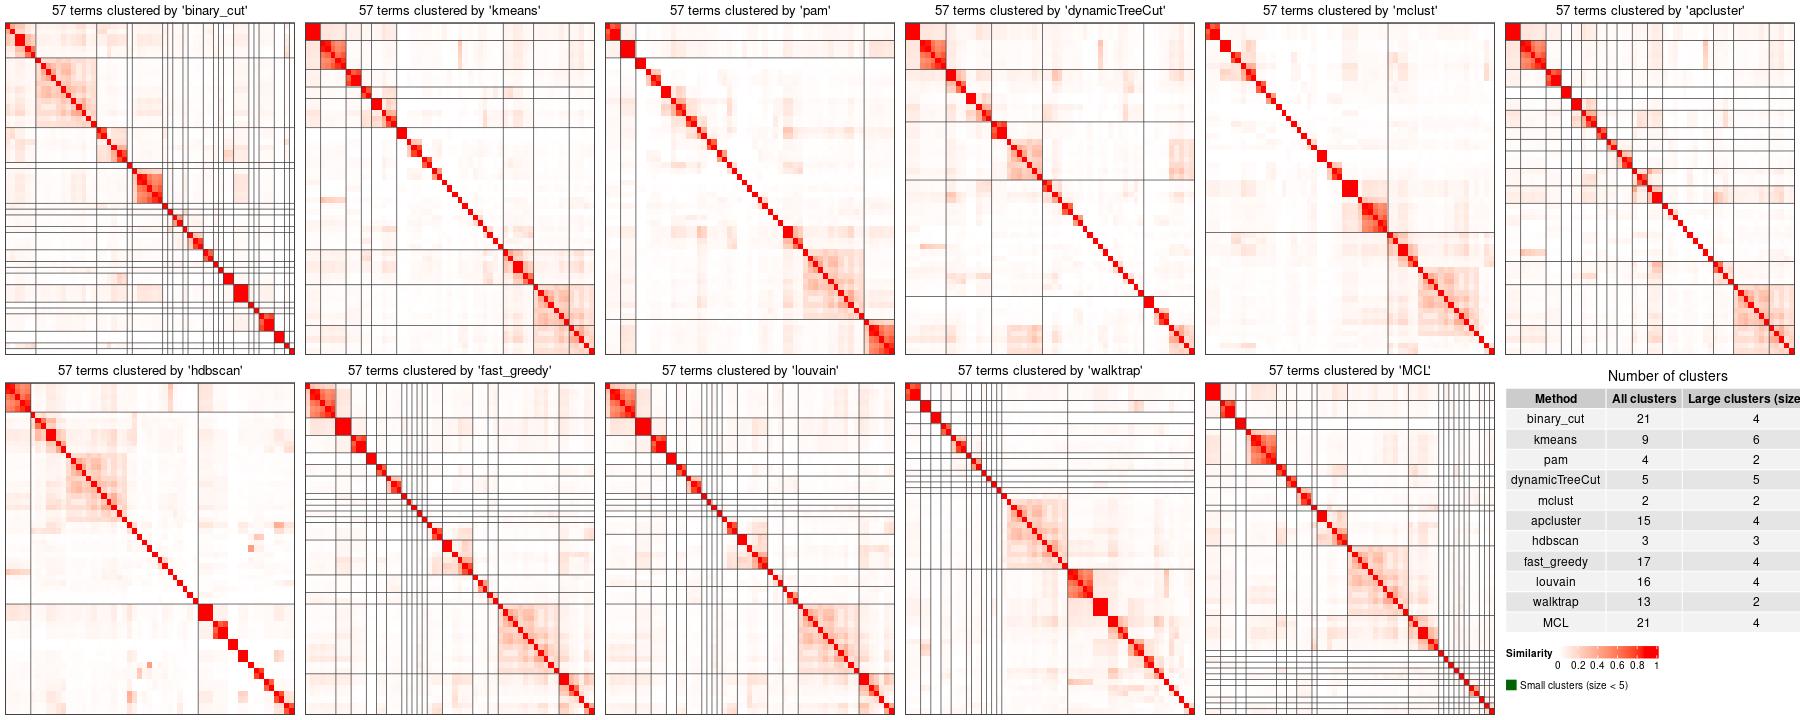 57 terms clustered by 'binary_cut'
57 terms clustered by 'kmeans'
57 terms clustered by 'pam'
57 terms clustered by 'dynamicTreeCut'
57 terms clustered by 'mclust'
57 terms clustered by 'apcluster'
57 terms clustered by 'hdbscan'
57 terms clustered by 'fast_greedy'
57 terms clustered by 'louvain'
57 terms clustered by 'walktrap'
57 terms clustered by 'MCL'
Number of clusters
Method All clusters Large clusters (size
binary_cut 21 4
kmeans 9 6
pam 4 2
dynamicTreeCut 5 5
mclust 2 2
apcluster 15 4
hdbscan 3 3
fast_greedy 17 4
louvain 16 4
walktrap 13 2
MCL 21 4
Similarity
0 0.2 0.4 0.6 0.8 1
Small clusters (size < 5)